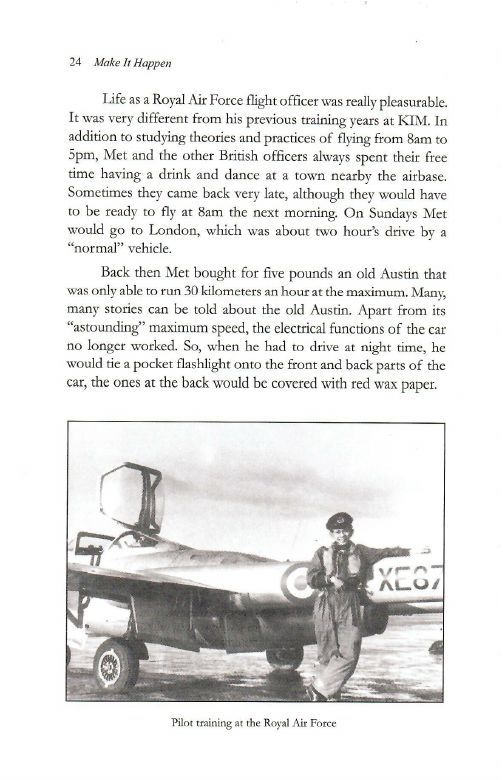 24 Make It Happen
Life as a Royal Air Force flight officer was really pleasurable.
It was very different from his previous training years at KIM. In
addition to studying theories and practices of flying from 8am to
5pm, Met and the other British officers always spent their free
time having a drink and dance at a town nearby the airbase.
Sometimes they came back very late, although they would have
to be ready to fly at 8am the next morning. On Sundays Met
would go to London, which was about two hour's drive by a
“normal” vehicle.
Back then Met bought for five pounds an old Austin that
was only able to run 30 kilometers an hour at the maximum. Many,
many stories can be told about the old Austin. Apart from its
“astounding” maximum speed, the electrical functions of the car
no longer worked. So, when he had to drive at night time, he
would tie a pocket flashlight onto the front and back parts of the
car, the ones at the back would be covered with red wax paper.
XE87
Pilot training at the Royal Air Force